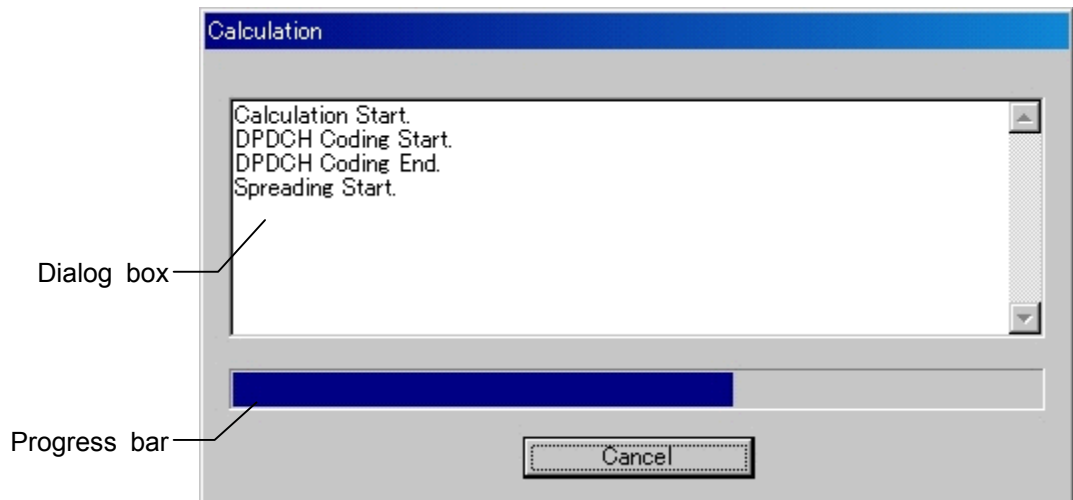 Calculation
Calculation Start.
DPDCH Coding Start.
DPDCH Coding End.
Spreading Start.
Dialog box
Progress bar
Cancel